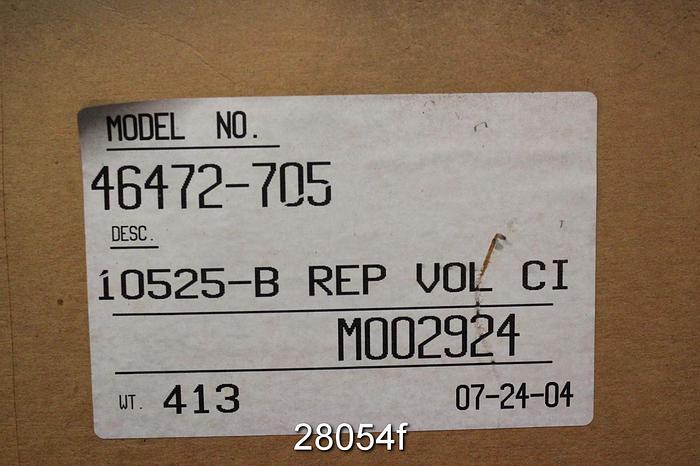 MODEL NO.
46472-705
DESC.
10525-B REP VOL CI
M002924
WT. 413 07-24-04
28054f